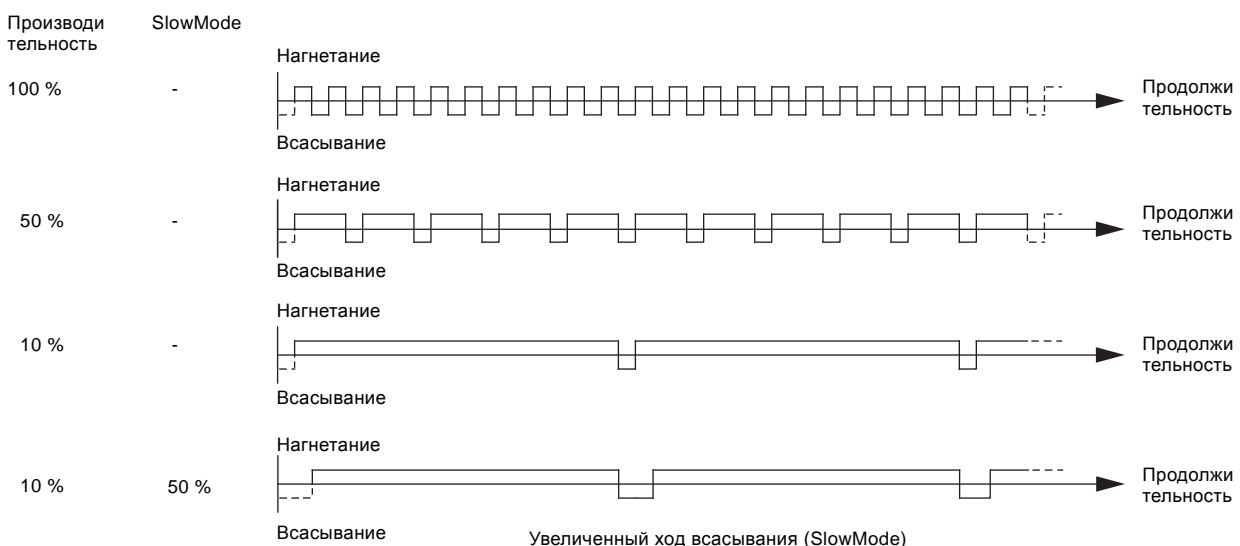 Производи
тельность
SlowMode
Нагнетание
100 %
-
Продолжи
тельность
Всасывание
Нагнетание
50 %
-
Продолжи
тельность
Всасывание
Нагнетание
10 %
-
Продолжи
тельность
Всасывание
Нагнетание
10 %
50 %
Продолжи
тельность
Всасывание
Увеличенный ход всасывания (SlowMode)